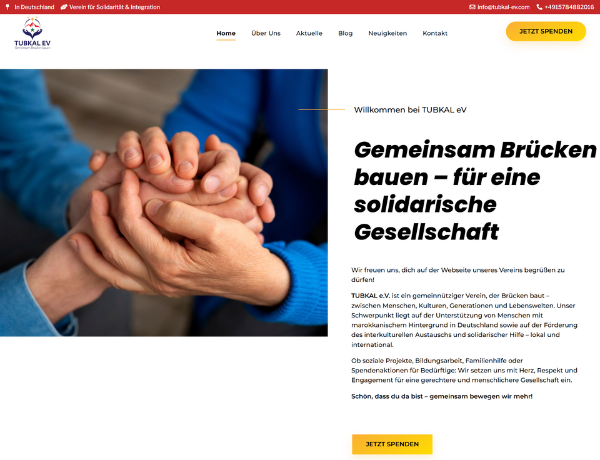 In Deutschland Verein für Solidarität & Integration info@tubkal-ev.com +4915784882016
TUBKAL EV
Gemeinsam Brücken bauen
Home Über Uns Aktuelle Blog Neuigkeiten Kontakt
JETZT SPENDEN
Willkommen bei TUBKAL eV
Gemeinsam Brücken
bauen – für eine
solidarische
Gesellschaft
Wir freuen uns, dich auf der Webseite unseres Vereins begrüßen zu
dürfen!
TUBKAL e.V. ist ein gemeinnütziger Verein, der Brücken baut –
zwischen Menschen, Kulturen, Generationen und Lebenswelten. Unser
Schwerpunkt liegt auf der Unterstützung von Menschen mit
marokkanischem Hintergrund in Deutschland sowie auf der Förderung
des interkulturellen Austauschs und solidarischer Hilfe – lokal und
international.
Ob soziale Projekte, Bildungsarbeit, Familienhilfe oder
Spendenaktionen für Bedürftige: Wir setzen uns mit Herz, Respekt und
Engagement für eine gerechtere und menschlichere Gesellschaft ein.
Schön, dass du da bist – gemeinsam bewegen wir mehr!
JETZT SPENDEN